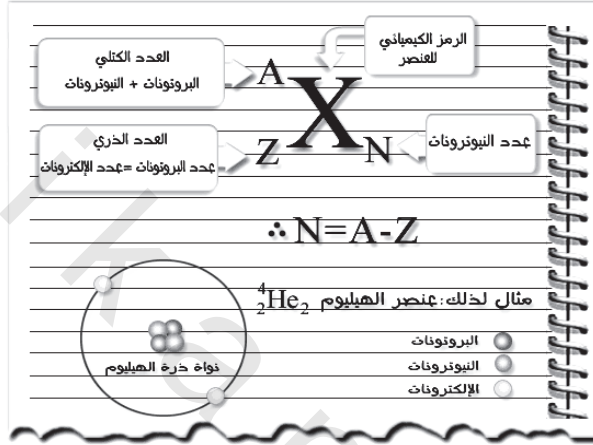 الرمز الكيميائي
للعنصر
العدد الكتلي
البروتونات + النيوترونات
A
X
Z
N
العدد الذري
عدد البروتونات =عدد الإلكترونات
عدد النيوترونات
∴ N=A-Z
مثال لذلك:عنصر الهيليوم ⁴₂He₂
البروتونات
النيوترونات
الإلكترونات
نواة ذرة الهيليوم